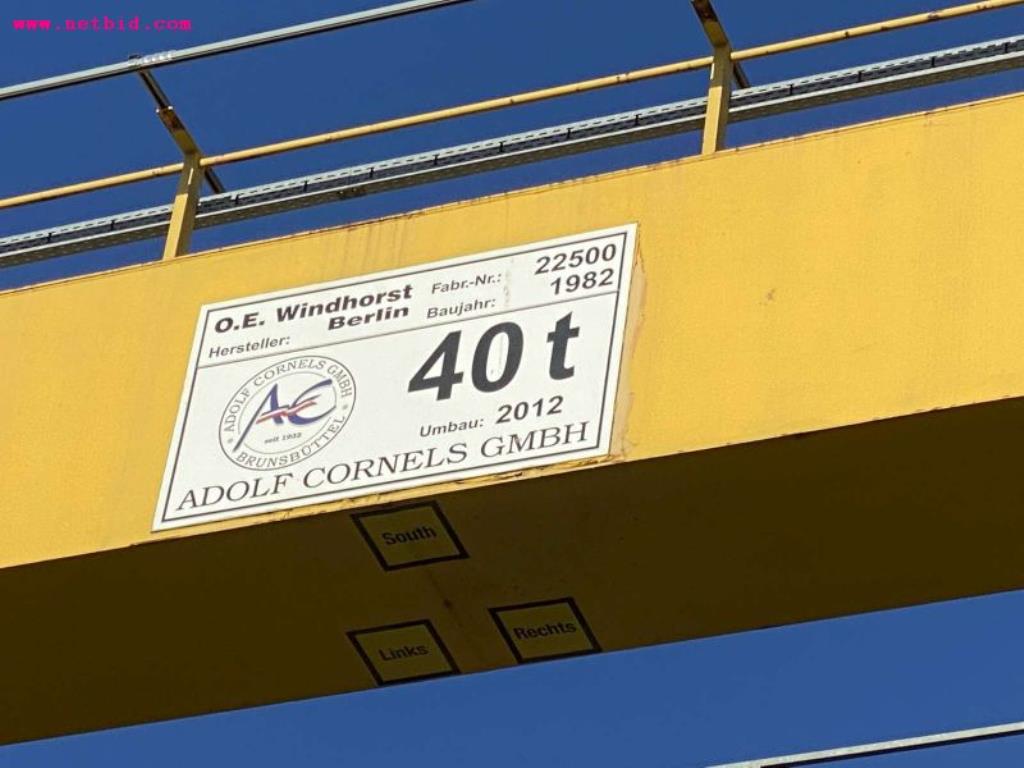 www.netbid.com
O.E. Windhorst
Berlin
Hersteller:
Fabr.-Nr.: 22500
Baujahr: 1982
40 t
ADOLF CORNELS GMBH
AC
seit 1932
BRUNSBÜTTEL
Umbau: 2012
ADOLF CORNELS GMBH
South
Links
Rechts